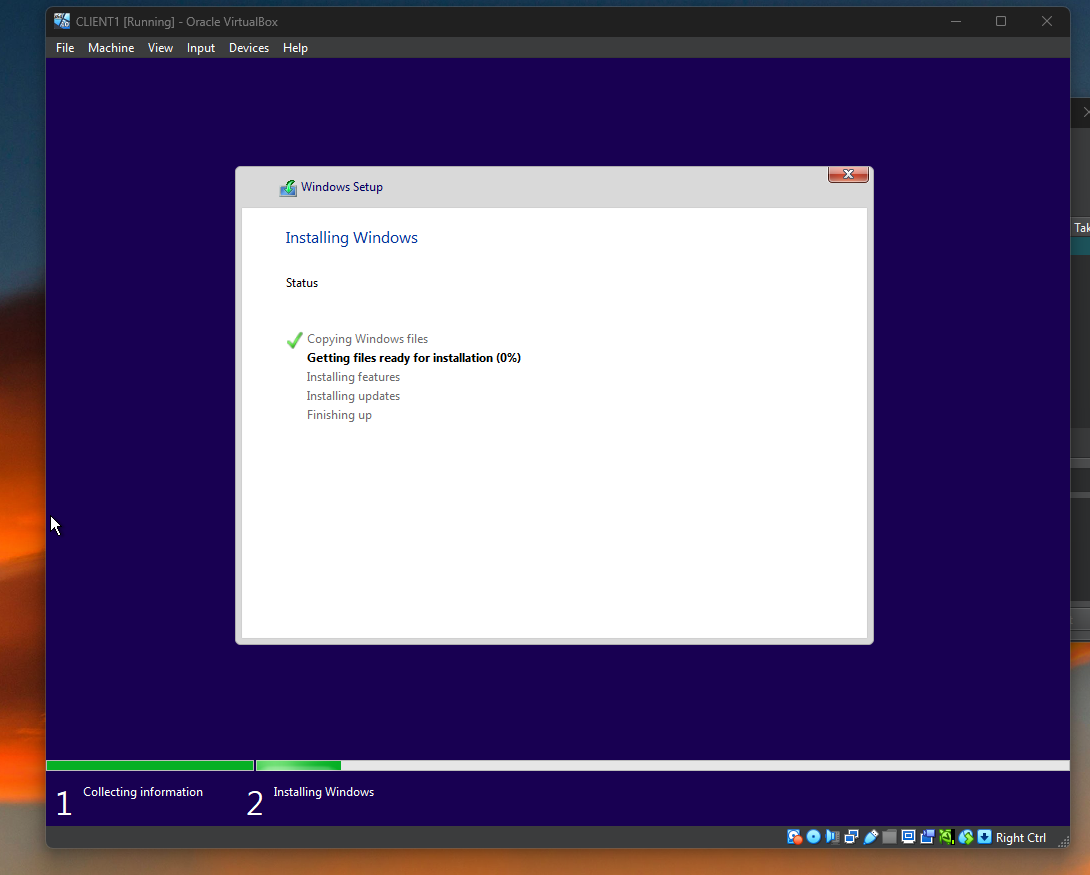 CLIENT1 [Running] - Oracle VirtualBox
File Machine View Input Devices Help
Windows Setup
Installing Windows
Status
Copying Windows files
Getting files ready for installation (0%)
Installing features
Installing updates
Finishing up
1 Collecting information
2 Installing Windows
Right Ctrl